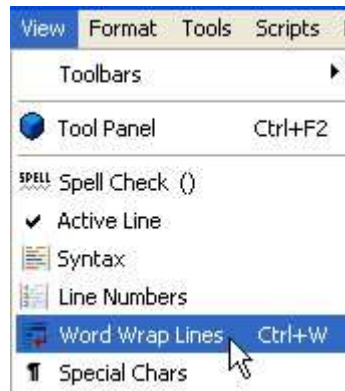 View Format Tools Scripts
Toolbars
Tool Panel Ctrl+F2
SPELL Spell Check ()
Active Line
Syntax
Line Numbers
Word Wrap Lines Ctrl+W
¶ Special Chars